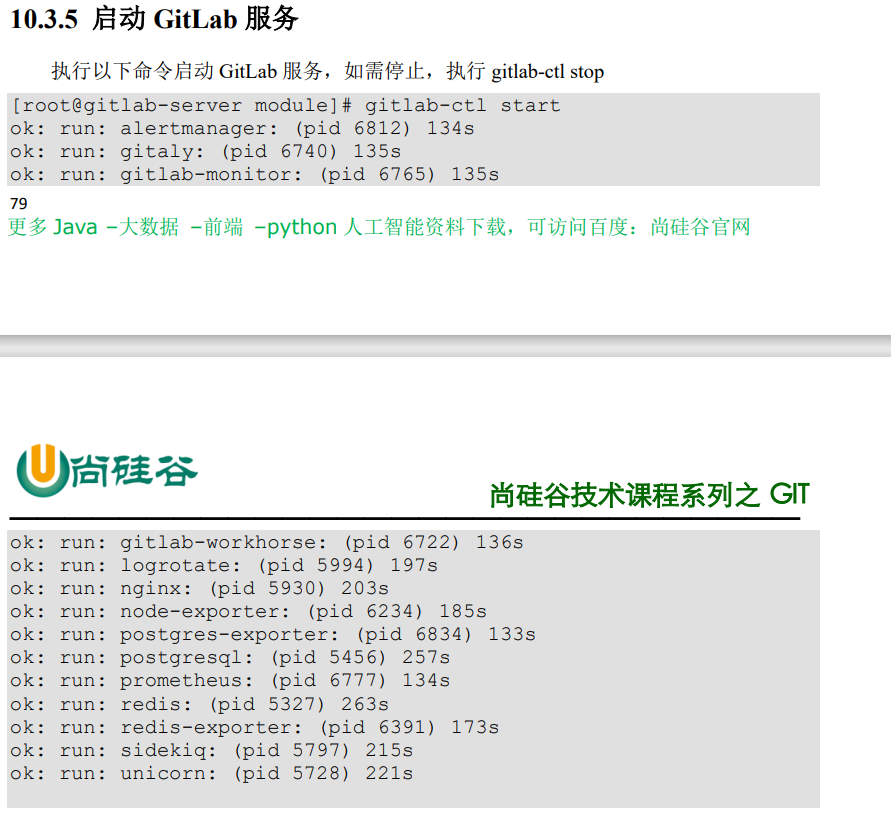 10.3.5 启动 GitLab 服务
执行以下命令启动 GitLab 服务，如需停止，执行 gitlab-ctl stop
[root@gitlab-server module]# gitlab-ctl start
ok: run: alertmanager: (pid 6812) 134s
ok: run: gitaly: (pid 6740) 135s
ok: run: gitlab-monitor: (pid 6765) 135s
79
更多 Java –大数据 –前端 –python 人工智能资料下载，可访问百度：尚硅谷官网
尚硅谷
尚硅谷技术课程系列之 GIT
ok: run: gitlab-workhorse: (pid 6722) 136s
ok: run: logrotate: (pid 5994) 197s
ok: run: nginx: (pid 5930) 203s
ok: run: node-exporter: (pid 6234) 185s
ok: run: postgres-exporter: (pid 6834) 133s
ok: run: postgresql: (pid 5456) 257s
ok: run: prometheus: (pid 6777) 134s
ok: run: redis: (pid 5327) 263s
ok: run: redis-exporter: (pid 6391) 173s
ok: run: sidekiq: (pid 5797) 215s
ok: run: unicorn: (pid 5728) 221s